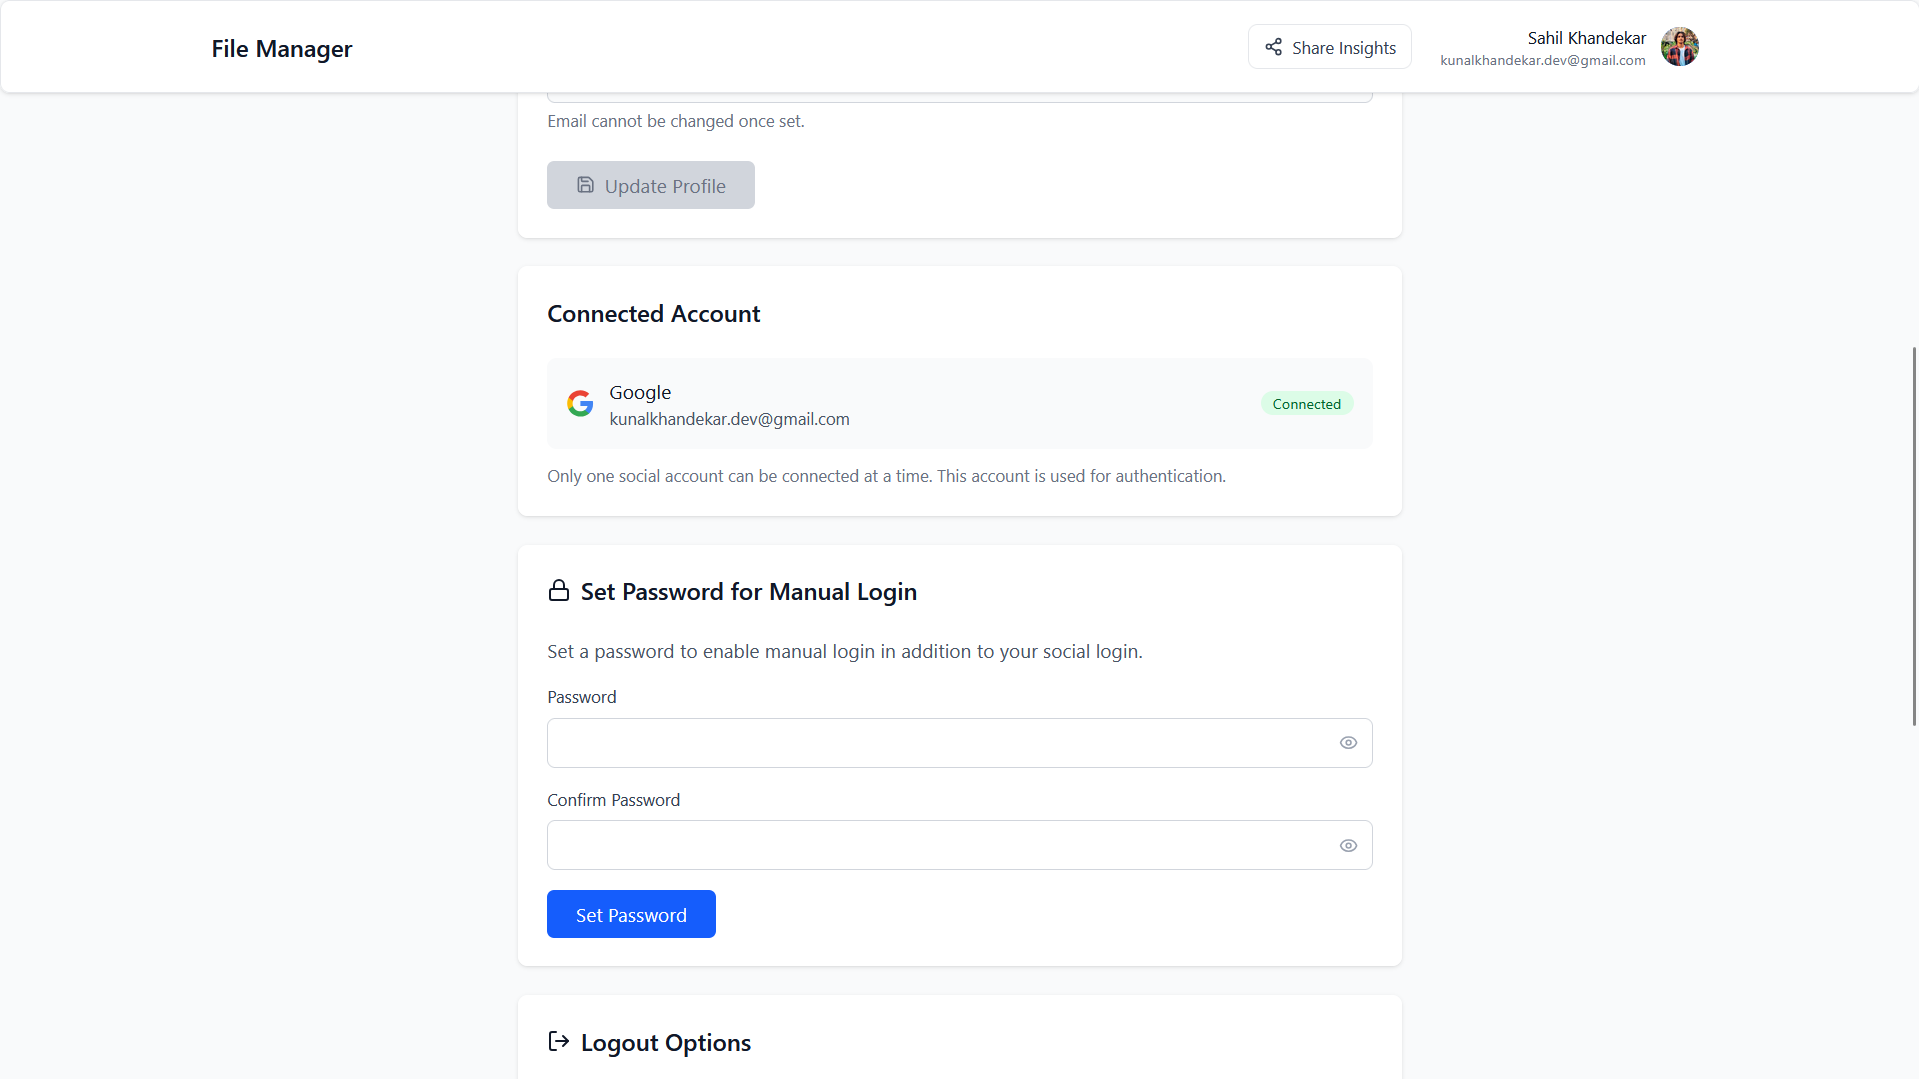 File Manager
Share Insights
Sahil Khandekar
kunalkhandekar.dev@gmail.com
Email cannot be changed once set.
Update Profile
Connected Account
Google
kunalkhandekar.dev@gmail.com
Connected
Only one social account can be connected at a time. This account is used for authentication.
Set Password for Manual Login
Set a password to enable manual login in addition to your social login.
Password
Confirm Password
Set Password
Logout Options